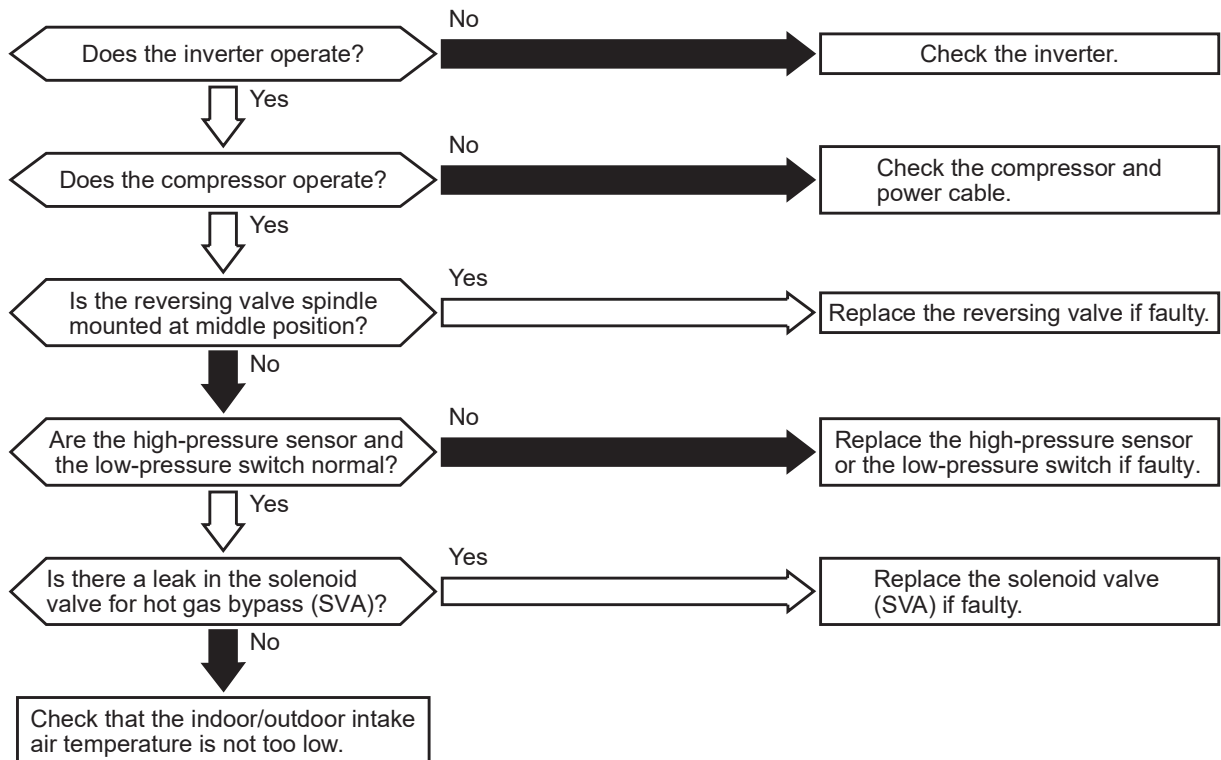 No
Does the inverter operate?
Check the inverter.
Yes
No
Does the compressor operate?
Check the compressor and
power cable.
Yes
Yes
Is the reversing valve spindle
mounted at middle position?
Replace the reversing valve if faulty.
No
No
Are the high-pressure sensor and
the low-pressure switch normal?
Replace the high-pressure sensor
or the low-pressure switch if faulty.
Yes
Yes
Is there a leak in the solenoid
valve for hot gas bypass (SVA)?
Replace the solenoid valve
(SVA) if faulty.
No
Check that the indoor/outdoor intake
air temperature is not too low.